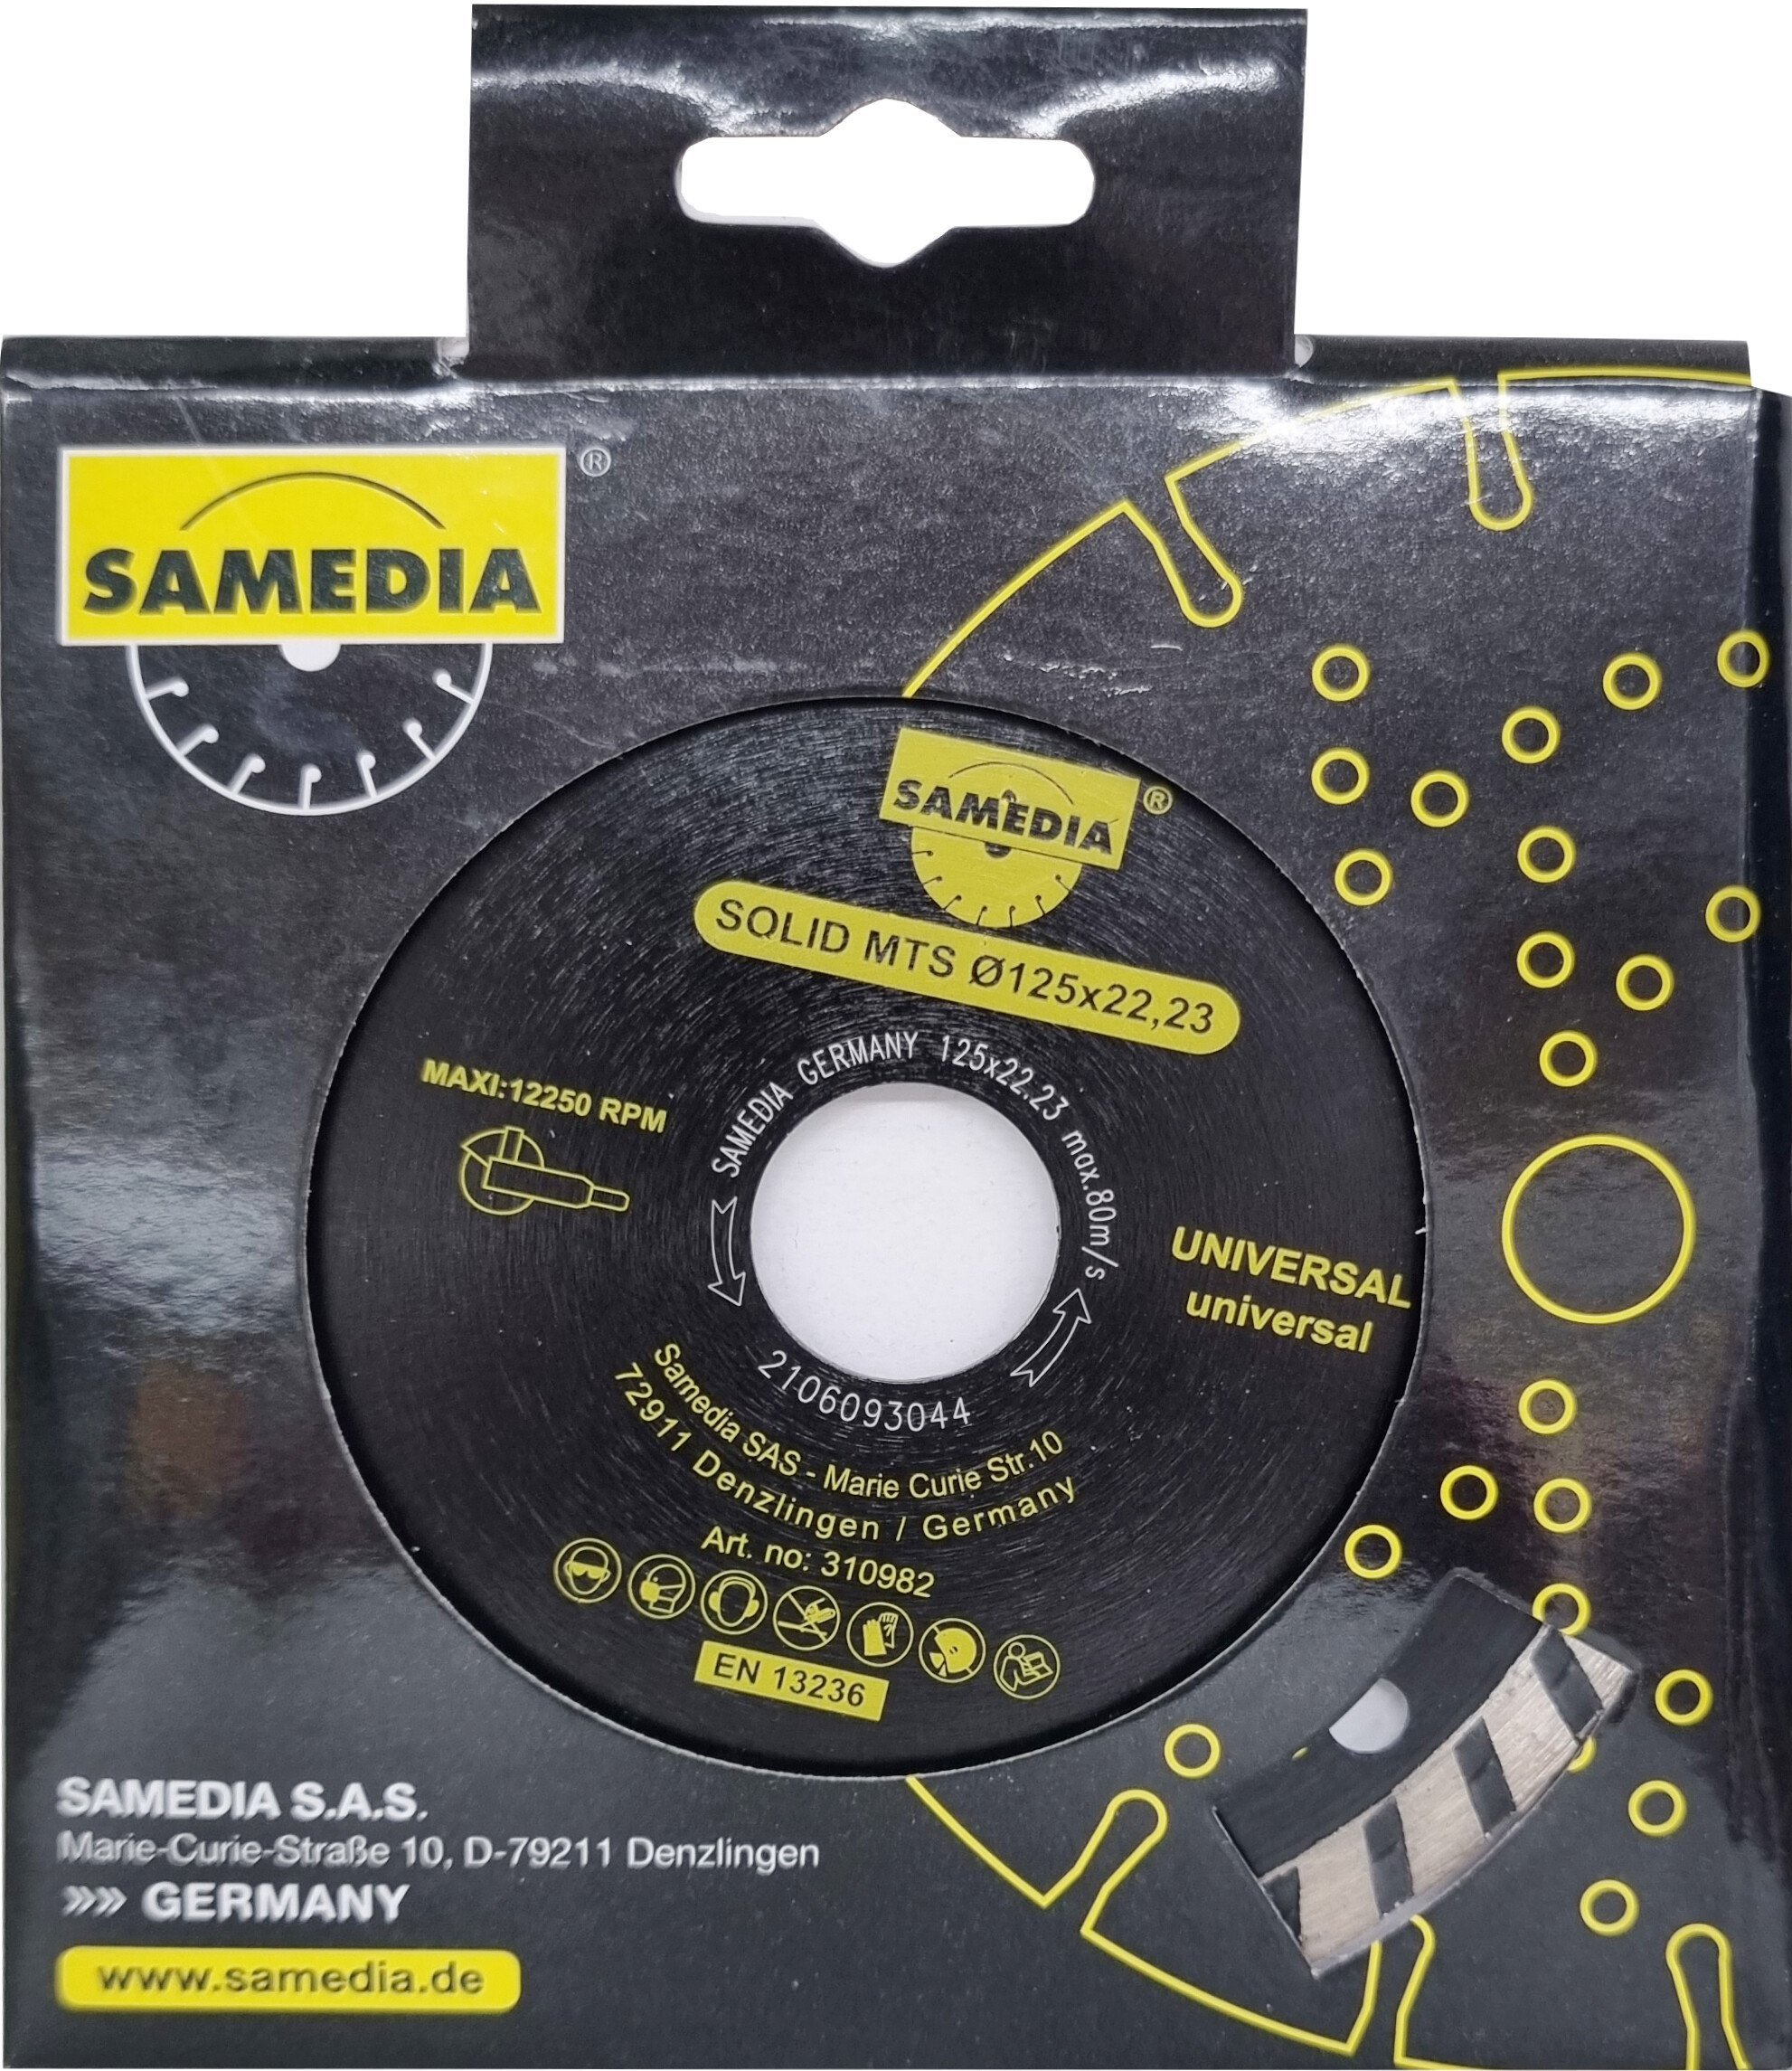 SAMEDIA ®
SAMEDIA ®
SOLID MTS Ø125x22,23
SAMEDIA GERMANY 125x22.23 max.80m/s
MAXI:12250 RPM
UNIVERSAL
universal
2106093044
Samedia SAS - Marie Curie Str.10
72911 Denzlingen / Germany
Art. no: 310982
EN 13236
SAMEDIA S.A.S.
Marie-Curie-Straße 10, D-79211 Denzlingen
»» GERMANY
www.samedia.de